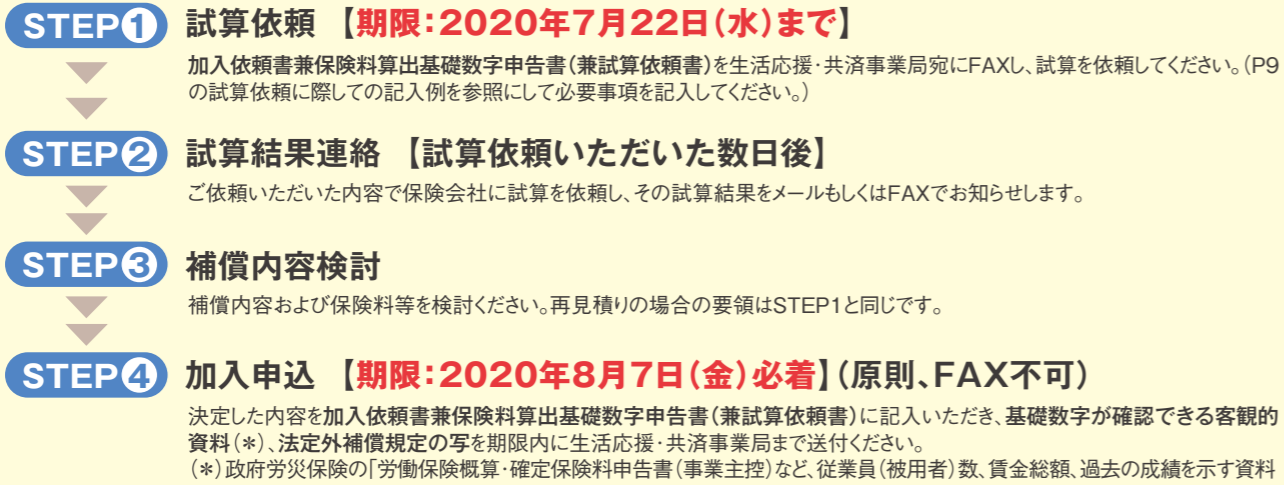 STEP❶ 試算依頼 【期限：2020年7月22日（水）まで】
加入依頼書兼保険料算出基礎数字申告書（兼試算依頼書）を生活応援・共済事業局宛にFAXし、試算を依頼してください。（P9
の試算依頼に際しての記入例を参照にして必要事項を記入してください。）
STEP❷ 試算結果連絡 【試算依頼いただいた数日後】
ご依頼いただいた内容で保険会社に試算を依頼し、その試算結果をメールもしくはFAXでお知らせします。
STEP❸ 補償内容検討
補償内容および保険料等を検討ください。再見積りの場合の要領はSTEP1と同じです。
STEP❹ 加入申込 【期限：2020年8月7日（金）必着】（原則、FAX不可）
決定した内容を加入依頼書兼保険料算出基礎数字申告書（兼試算依頼書）に記入いただき、基礎数字が確認できる客観的
資料（＊）、法定外補償規定の写を期限内に生活応援・共済事業局まで送付ください。
（＊）政府労災保険の「労働保険概算・確定保険料申告書（事業主控）など、従業員（被用者）数、賃金総額、過去の成績を示す資料